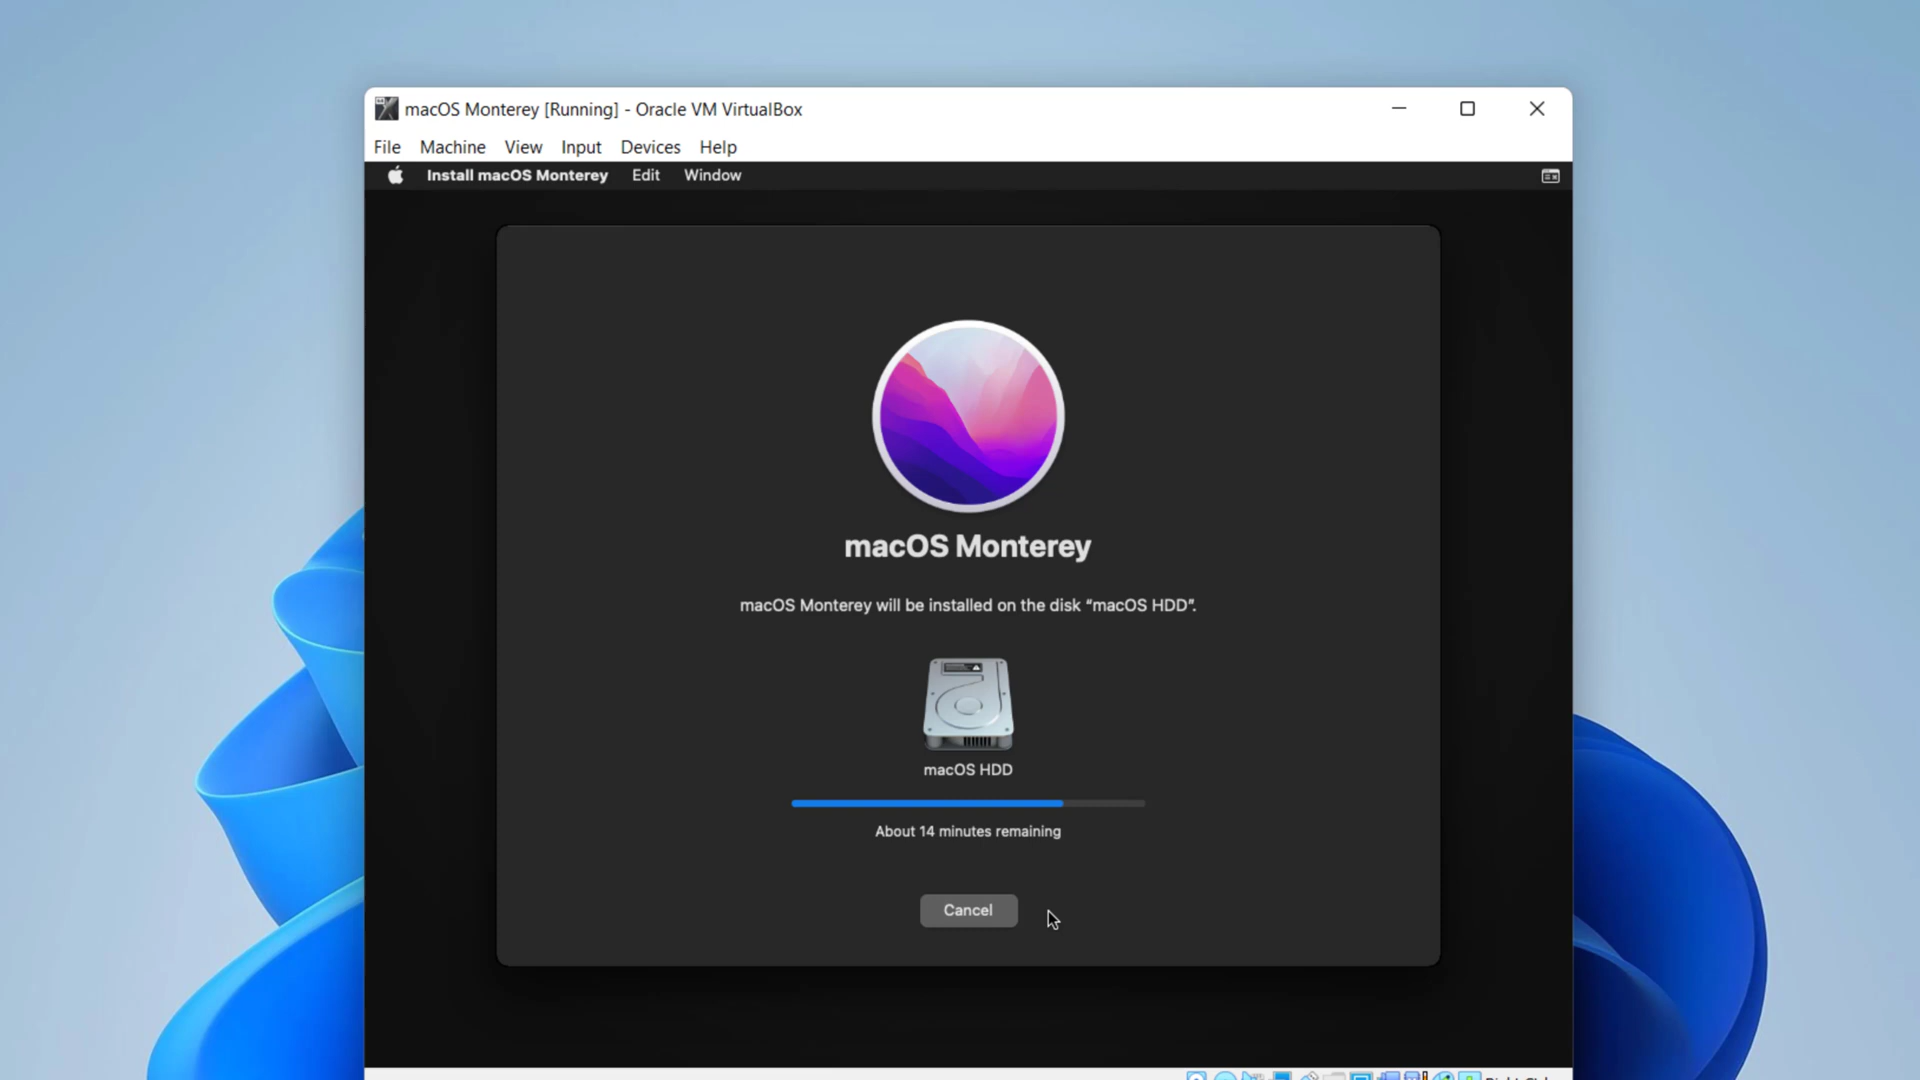 macOS Monterey [Running] - Oracle VM VirtualBox
File Machine View Input Devices Help
Install macOS Monterey Edit Window
macOS Monterey
macOS Monterey will be installed on the disk “macOS HDD”.
macOS HDD
About 14 minutes remaining
Cancel